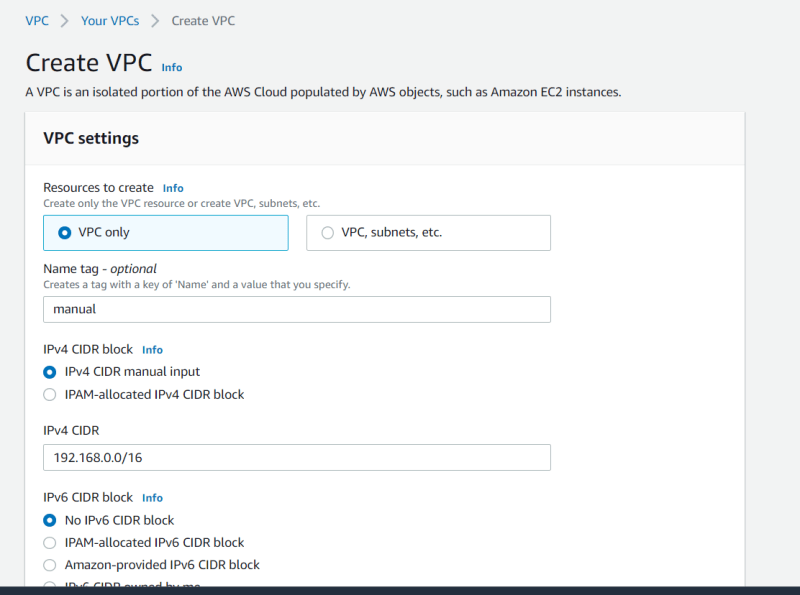 VPC > Your VPCs > Create VPC
Create VPC Info
A VPC is an isolated portion of the AWS Cloud populated by AWS objects, such as Amazon EC2 instances.
VPC settings
Resources to create Info
Create only the VPC resource or create VPC, subnets, etc.
VPC only
VPC, subnets, etc.
Name tag - optional
Creates a tag with a key of 'Name' and a value that you specify.
manual
IPv4 CIDR block Info
IPv4 CIDR manual input
IPAM-allocated IPv4 CIDR block
IPv4 CIDR
192.168.0.0/16
IPv6 CIDR block Info
No IPv6 CIDR block
IPAM-allocated IPv6 CIDR block
Amazon-provided IPv6 CIDR block
IPv6 CIDR owned by me